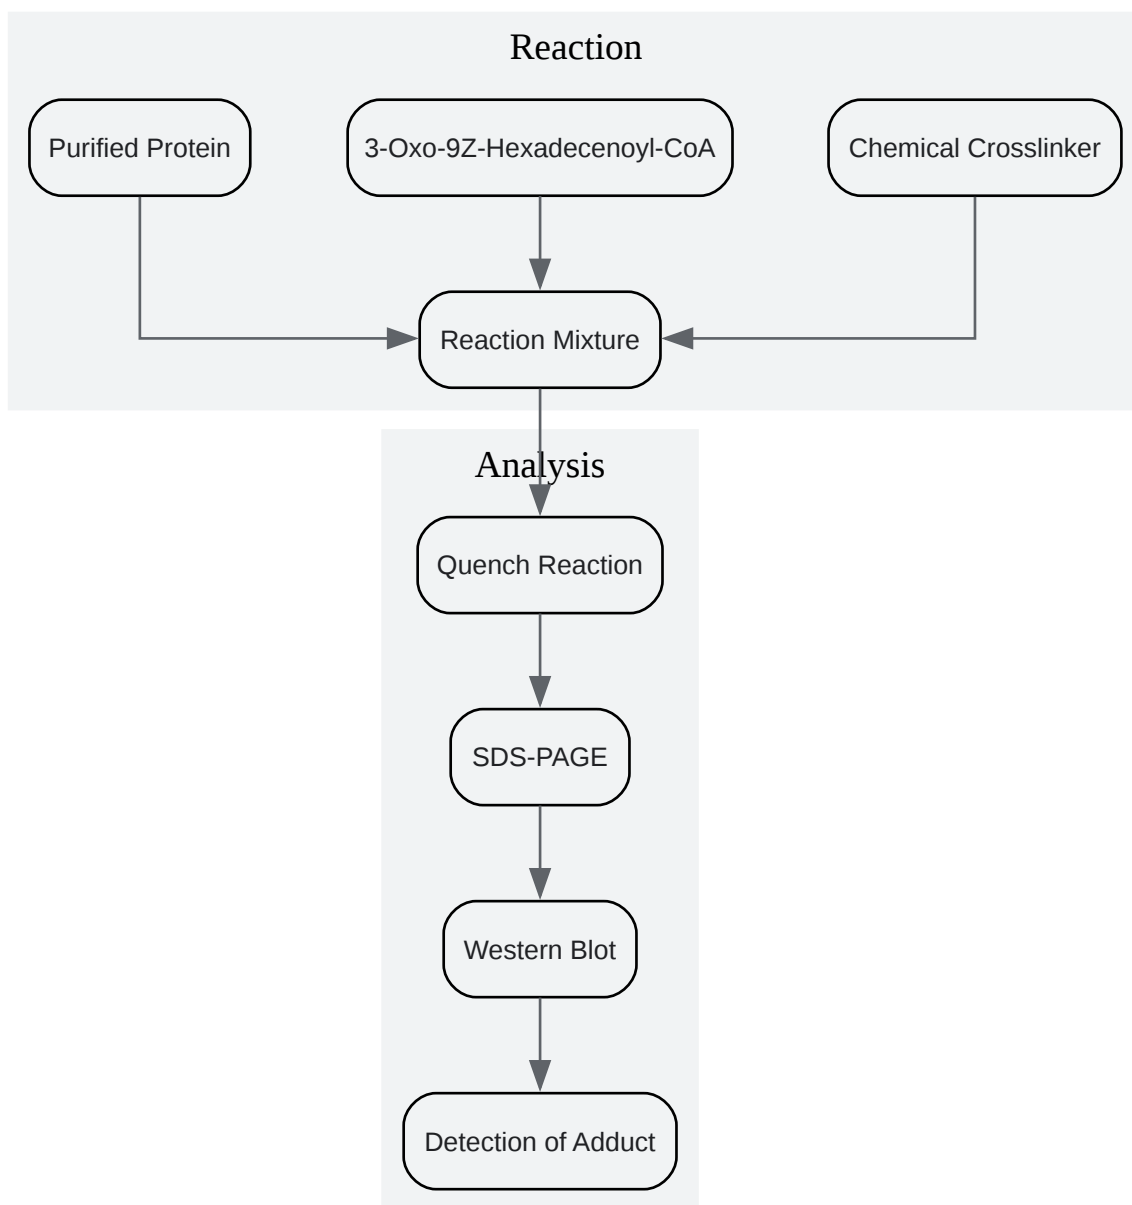 Reaction
Purified Protein
3-Oxo-9Z-Hexadecenoyl-CoA
Chemical Crosslinker
Reaction Mixture
Analysis
Quench Reaction
SDS-PAGE
Western Blot
Detection of Adduct